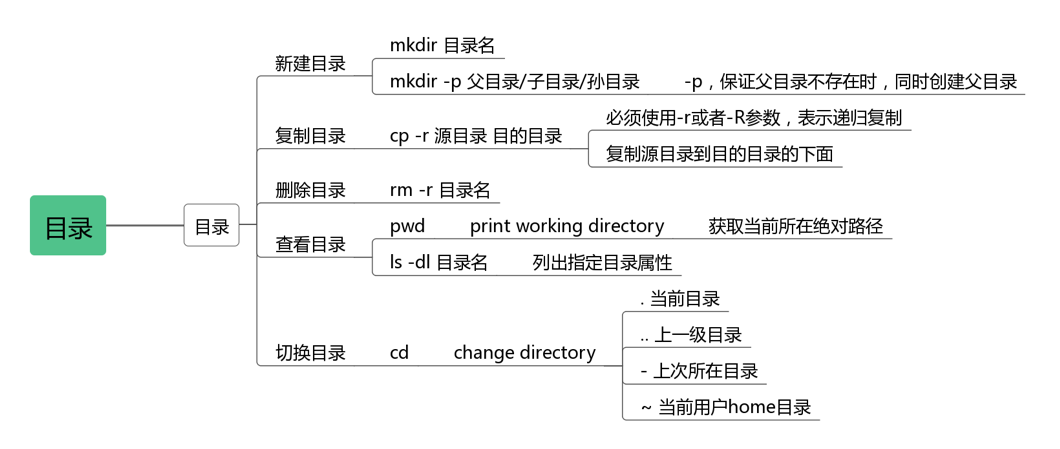 目录
目录
新建目录
mkdir 目录名
mkdir -p 父目录/子目录/孙目录
-p，保证父目录不存在时，同时创建父目录
复制目录
cp -r 源目录 目的目录
必须使用-r或者-R参数，表示递归复制
复制源目录到目的目录的下面
删除目录
rm -r 目录名
查看目录
pwd
print working directory
获取当前所在绝对路径
ls -dl 目录名
列出指定目录属性
切换目录
cd
change directory
. 当前目录
.. 上一级目录
- 上次所在目录
~ 当前用户home目录